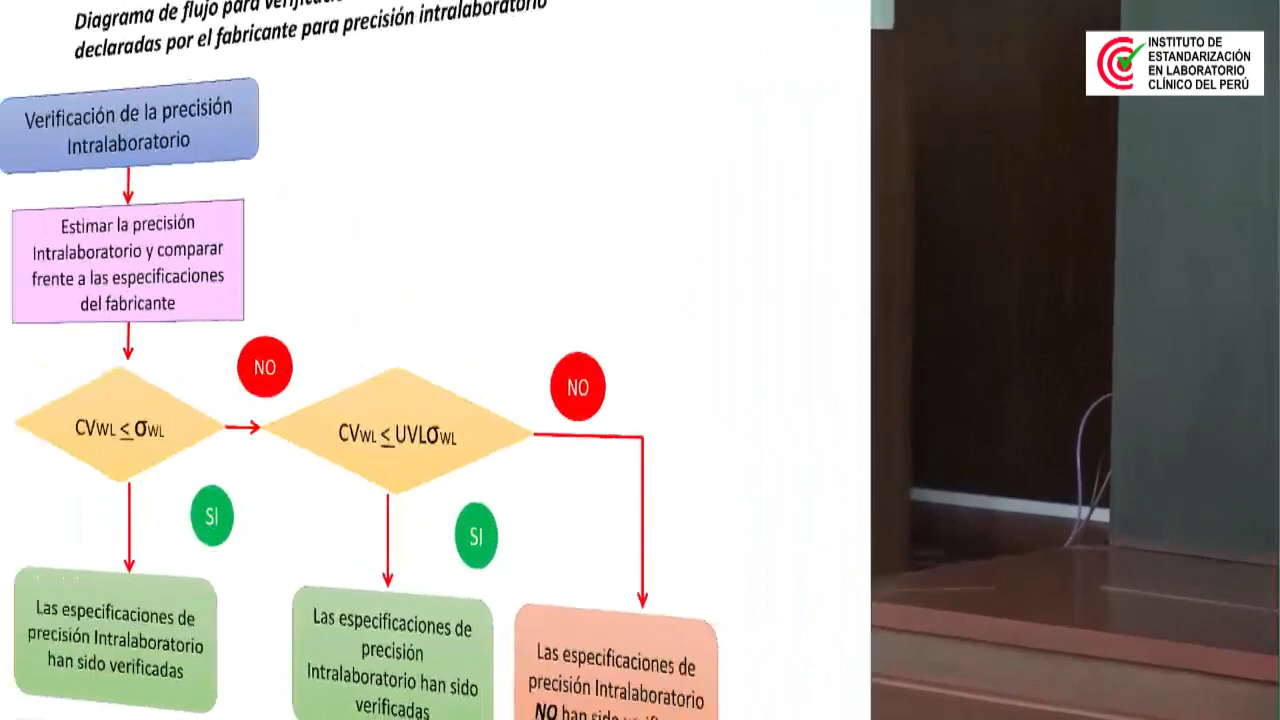 Diagrama de flujo para
declaradas por el fabricante para precisión intralaboratorio
INSTITUTO DE
ESTANDARIZACIÓN
EN LABORATORIO
CLÍNICO DEL PERÚ
Verificación de la precisión
Intralaboratorio
Estimar la precisión
Intralaboratorio y comparar
frente a las especificaciones
del fabricante
NO
NO
CVWL ≤ σWL
CVWL ≤ UVLσWL
SI
SI
Las especificaciones de
precisión Intralaboratorio
han sido verificadas
Las especificaciones de
precisión
Intralaboratorio han sido
verificadas
Las especificaciones de
precisión Intralaboratorio
NO han sido